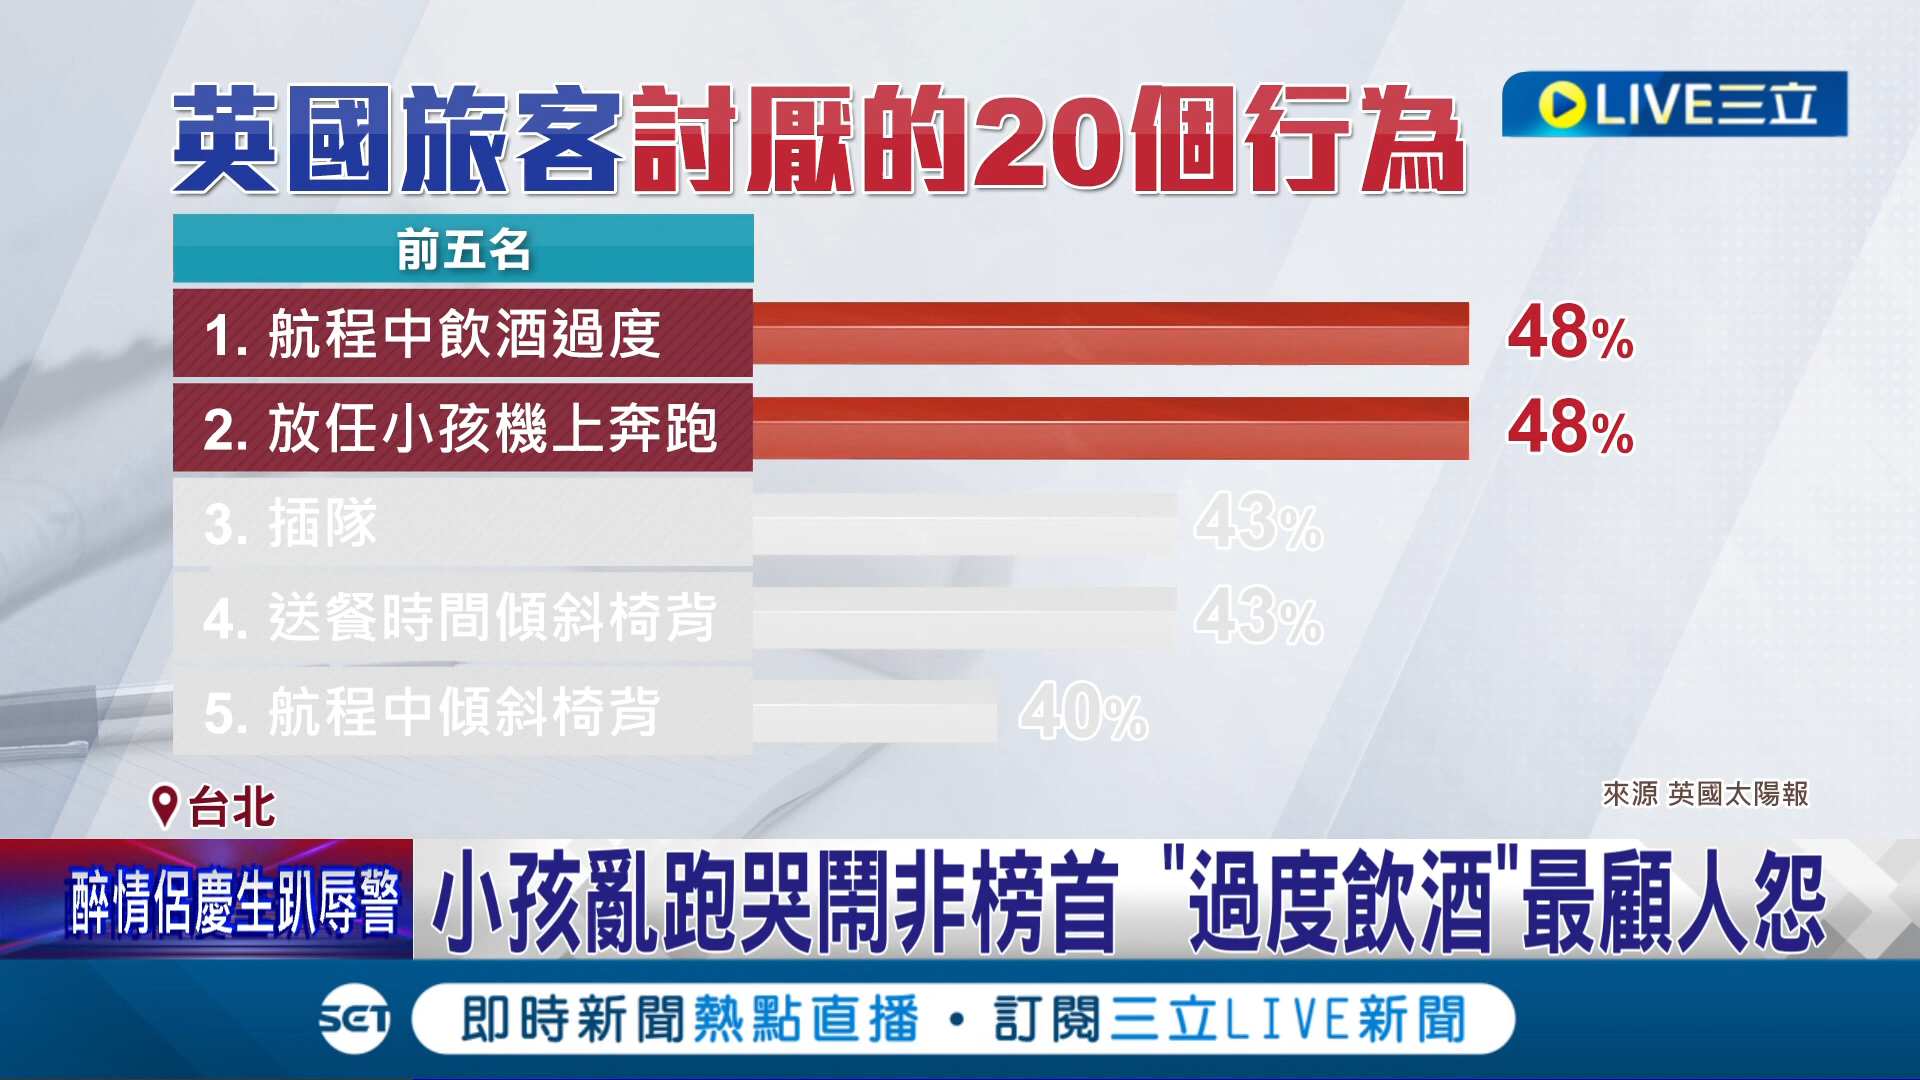 英國旅客討厭的20個行為
LIVE三立
前五名
1. 航程中飲酒過度 48%
2. 放任小孩機上奔跑 48%
3. 插隊 43%
4. 送餐時間傾斜椅背 43%
5. 航程中傾斜椅背 40%
台北
來源 英國太陽報
醉情侶慶生趴辱警
小孩亂跑哭鬧非榜首 "過度飲酒"最顧人怨
SET 即時新聞熱點直播・訂閱三立LIVE新聞